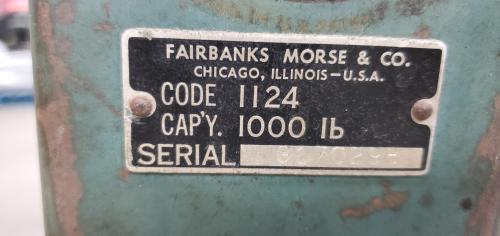 FAIRBANKS MORSE & CO.
CHICAGO, ILLINOIS-U.S.A.
CODE 1124
CAP'Y. 1000 lb
SERIAL